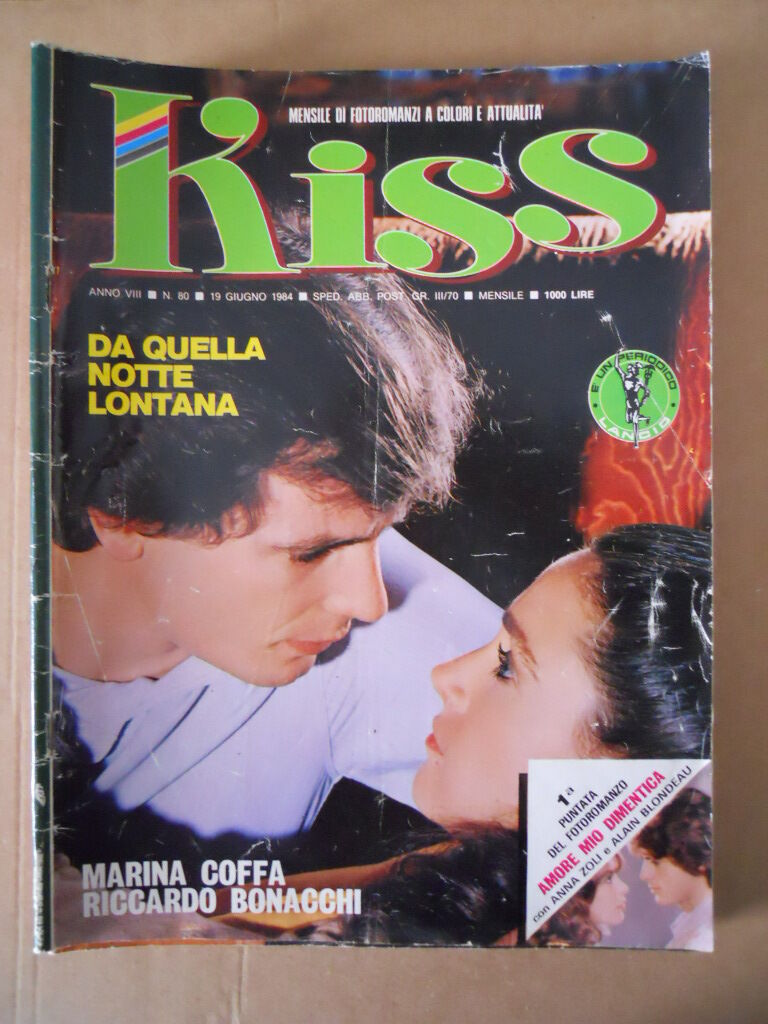 MENSILE DI FOTOROMANZI A COLORI E ATTUALITA'
Kiss
ANNO VIII ■ N. 80 ■ 19 GIUGNO 1984 ■ SPED. ABB. POST. GR. III/70 ■ MENSILE ■ 1000 LIRE
DA QUELLA
NOTTE
LONTANA
E' UN PERIODICO
LANCIO
1ª
PUNTATA
DEL FOTOROMANZO
AMORE MIO DIMENTICA
con ANNA ZOLI e ALAIN BLONDEAU
MARINA COFFA
RICCARDO BONACCHI